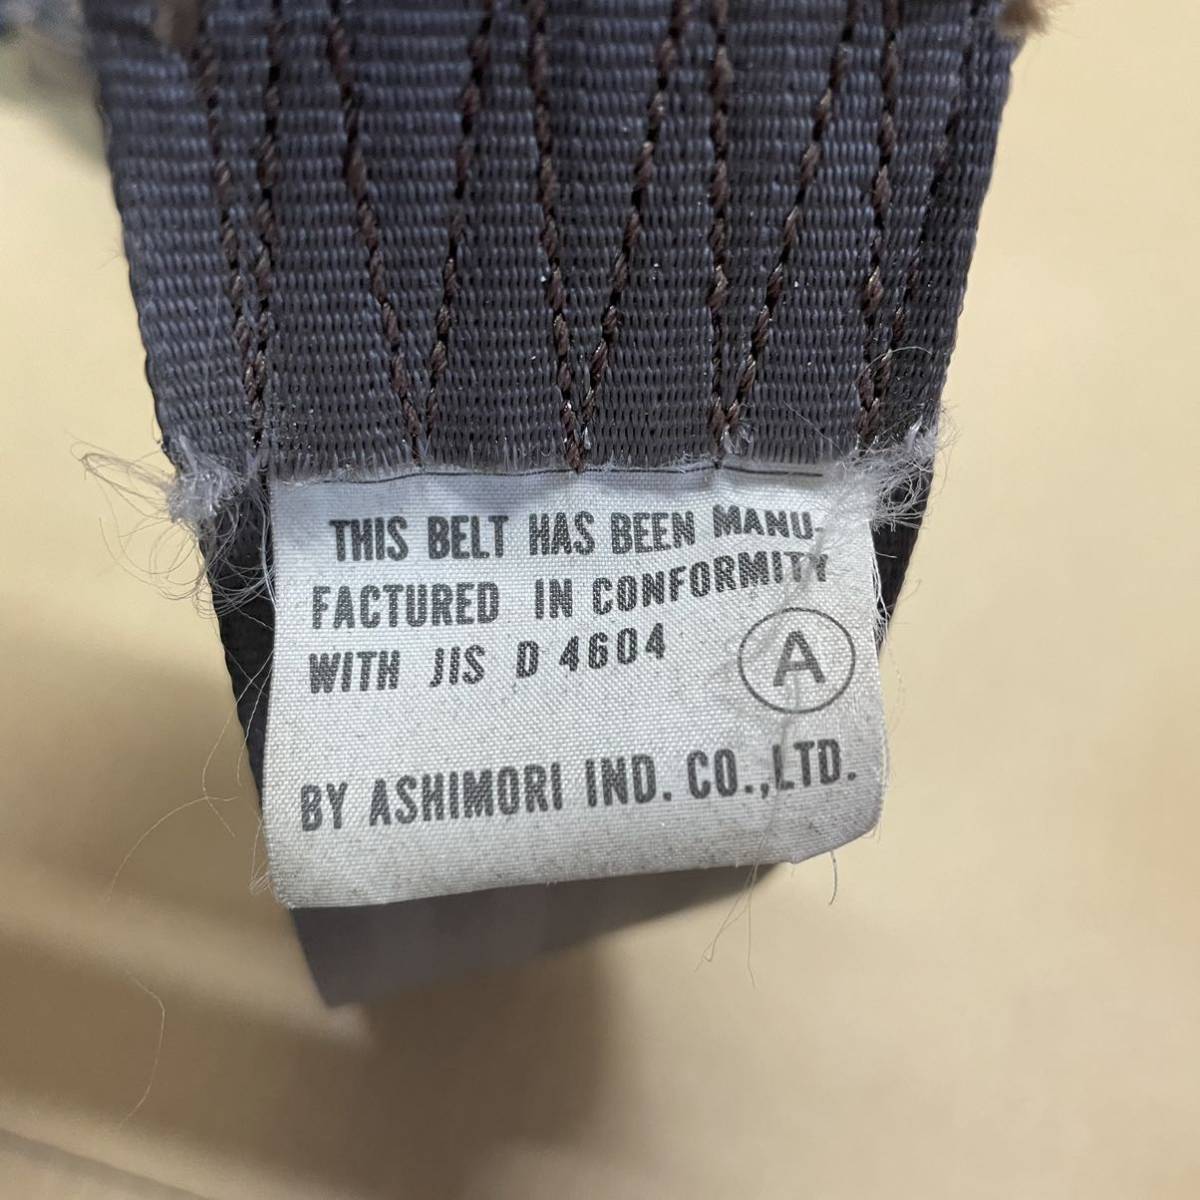 THIS BELT HAS BEEN MANU-
FACTURED IN CONFORMITY
WITH JIS D 4604
A
BY ASHIMORI IND. CO.,LTD.